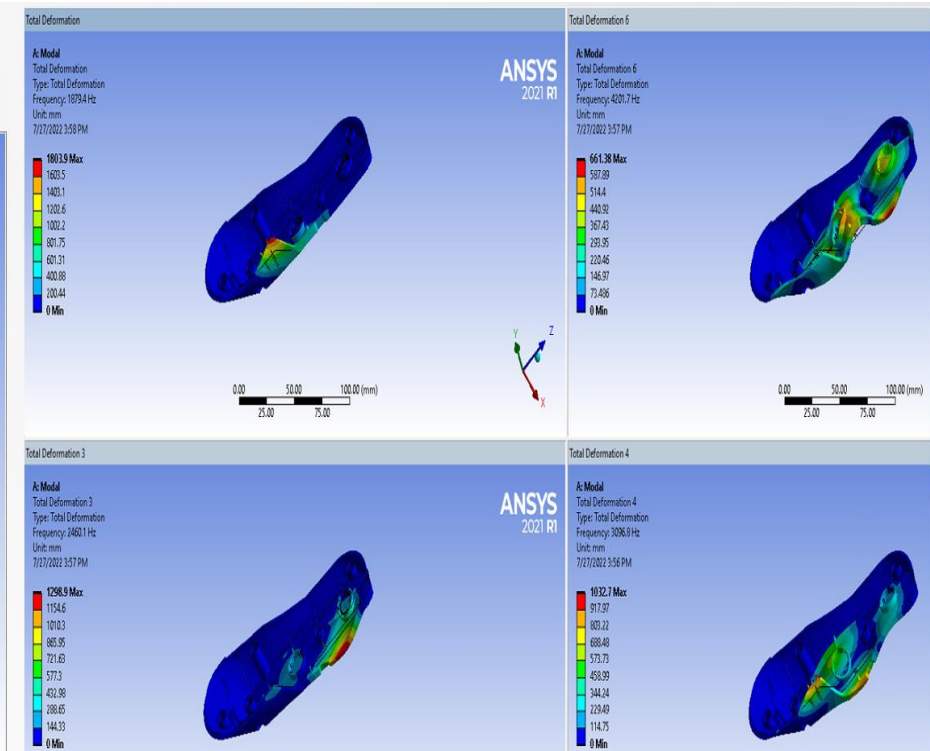 Total Deformation
A: Modal
Total Deformation
Type: Total Deformation
Frequency: 1879.4 Hz
Unit: mm
7/27/2022 3:58 PM
1803.9 Max
1603.5
1403.1
1202.6
1002.2
801.75
601.31
400.88
200.44
0 Min
ANSYS
2021 R1
Y
Z
X
0.00 50.00 100.00 (mm)
25.00 75.00
Total Deformation 6
A: Modal
Total Deformation 6
Type: Total Deformation
Frequency: 4201.7 Hz
Unit: mm
7/27/2022 3:57 PM
661.38 Max
587.89
514.4
440.92
367.43
293.95
220.46
146.97
73.486
0 Min
0.00 50.00 100.00 (mm)
25.00 75.00
Total Deformation 3
A: Modal
Total Deformation 3
Type: Total Deformation
Frequency: 2460.1 Hz
Unit: mm
7/27/2022 3:57 PM
1298.9 Max
1154.6
1010.3
865.95
721.63
577.3
432.98
288.65
144.33
0 Min
ANSYS
2021 R1
Total Deformation 4
A: Modal
Total Deformation 4
Type: Total Deformation
Frequency: 3096.8 Hz
Unit: mm
7/27/2022 3:56 PM
1032.7 Max
917.97
803.22
688.48
573.73
458.99
344.24
229.49
114.75
0 Min